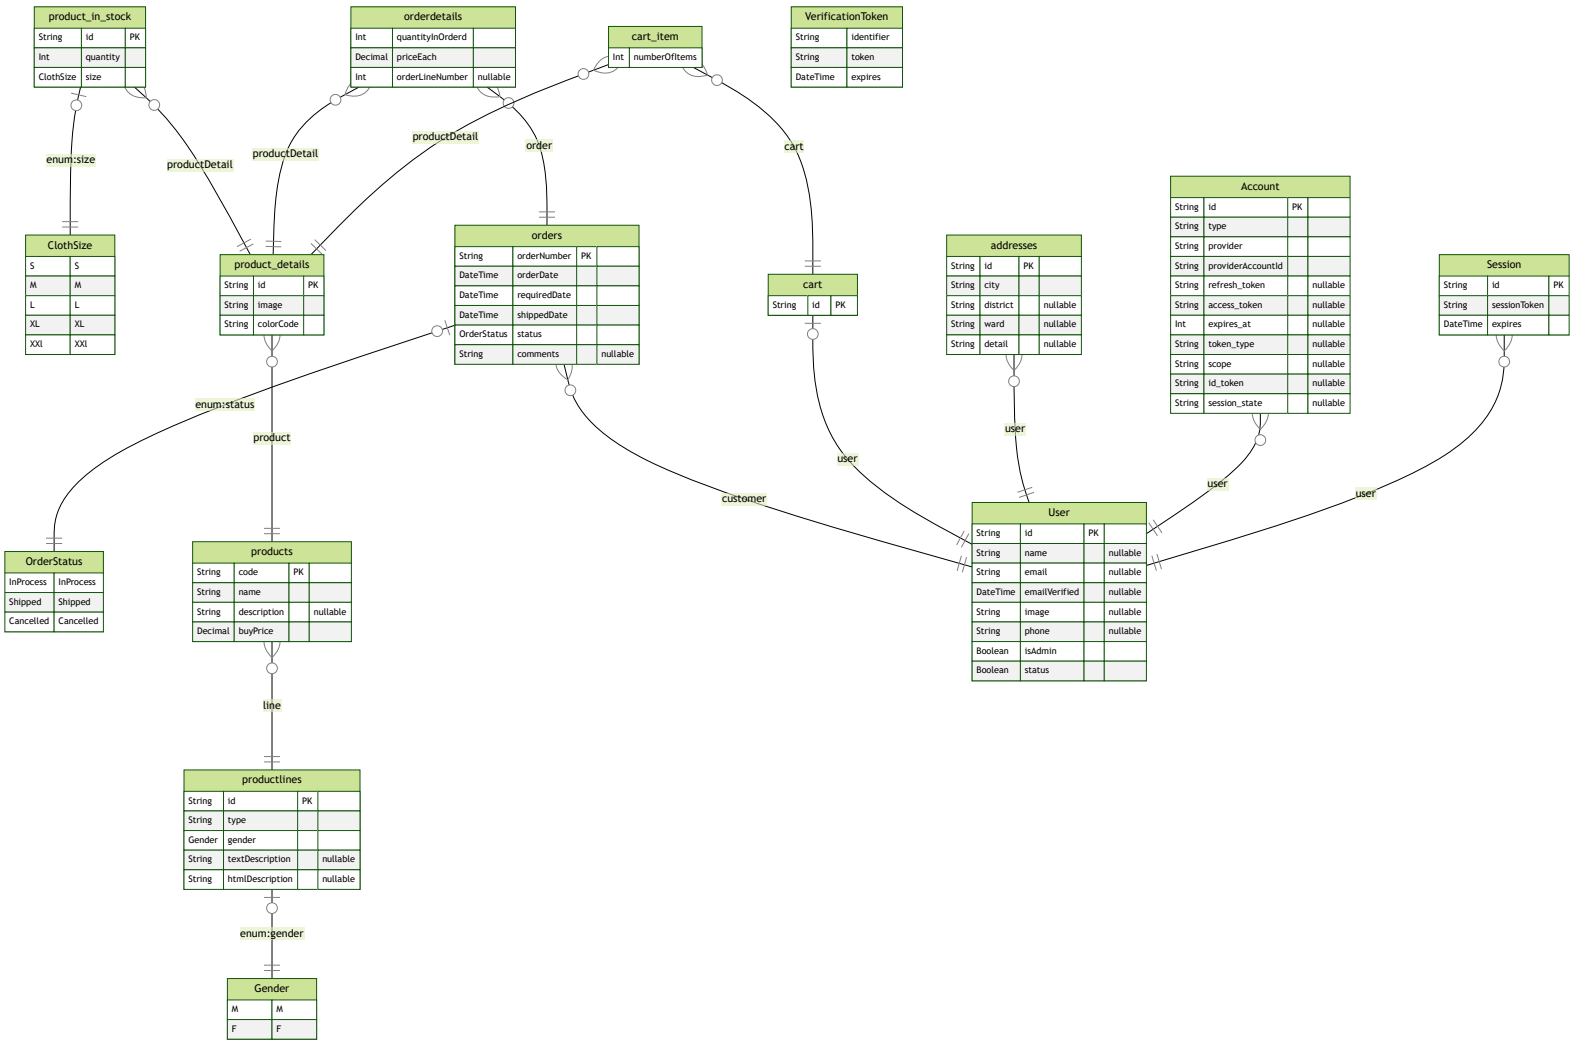 product_in_stock
String id PK
Int quantity
ClothSize size
orderdetails
Int quantityInOrderd
Decimal priceEach
Int orderLineNumber nullable
cart_item
Int numberOfItems
VerificationToken
String identifier
String token
DateTime expires
enum:size
productDetail
productDetail
productDetail
order
cart
ClothSize
S S
M M
L L
XL XL
XXl XXl
product_details
String id PK
String image
String colorCode
orders
String orderNumber PK
DateTime orderDate
DateTime requiredDate
DateTime shippedDate
OrderStatus status
String comments nullable
cart
String id PK
addresses
String id PK
String city
String district nullable
String ward nullable
String detail nullable
Account
String id PK
String type
String provider
String providerAccountId
String refresh_token nullable
String access_token nullable
Int expires_at nullable
String token_type nullable
String scope nullable
String id_token nullable
String session_state nullable
Session
String id PK
String sessionToken
DateTime expires
enum:status
product
customer
user
user
user
user
OrderStatus
InProcess InProcess
Shipped Shipped
Cancelled Cancelled
products
String code PK
String name
String description nullable
Decimal buyPrice
User
String id PK
String name nullable
String email nullable
DateTime emailVerified nullable
String image nullable
String phone nullable
Boolean isAdmin
Boolean status
line
productlines
String id PK
String type
Gender gender
String textDescription nullable
String htmlDescription nullable
enum:gender
Gender
M M
F F